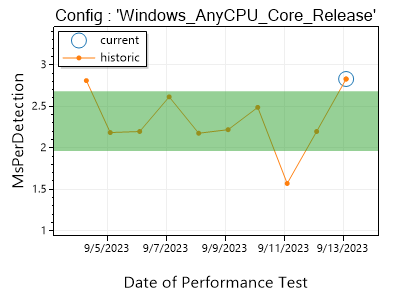 Config : 'Windows_AnyCPU_Core_Release'
current
historic
3
2.5
2
1.5
1
MsPerDetection
9/5/2023 9/7/2023 9/9/2023 9/11/2023 9/13/2023
Date of Performance Test